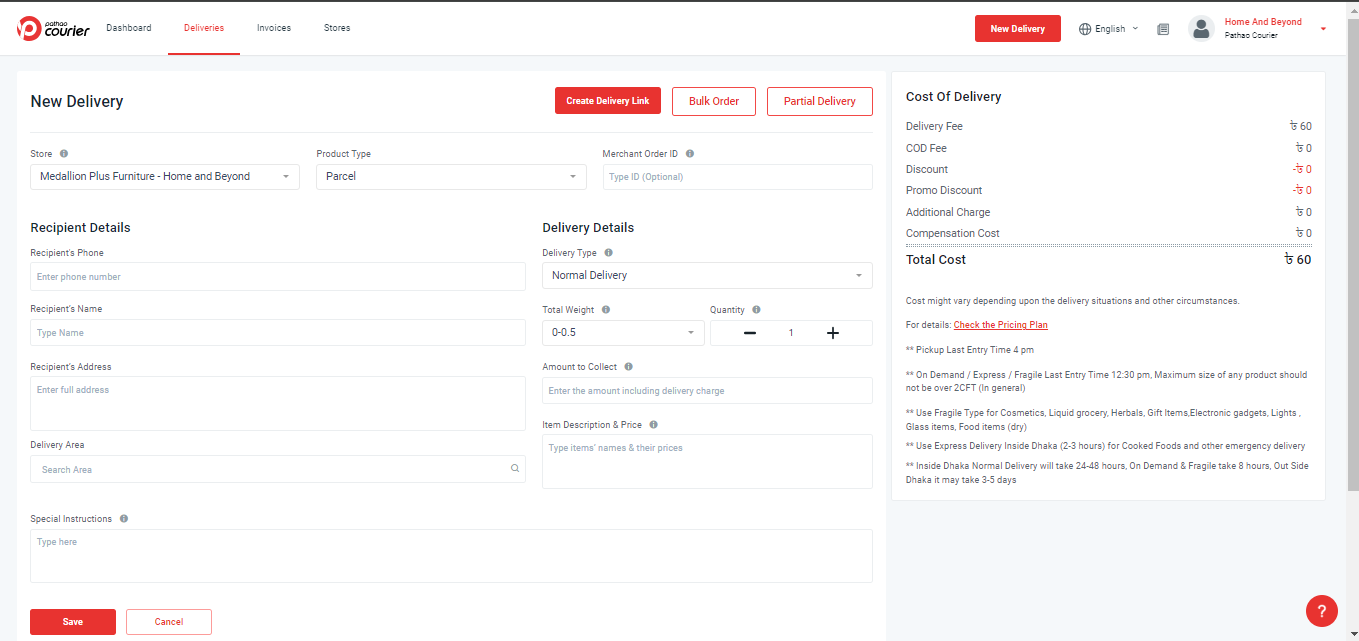 pathao
courier
Dashboard
Deliveries
Invoices
Stores
New Delivery
English
Home And Beyond
Pathao Courier
New Delivery
Create Delivery Link
Bulk Order
Partial Delivery
Store
Product Type
Merchant Order ID
Medallion Plus Furniture - Home and Beyond
Parcel
Type ID (Optional)
Recipient Details
Recipient's Phone
Enter phone number
Recipient's Name
Type Name
Recipient's Address
Enter full address
Delivery Area
Search Area
Delivery Details
Delivery Type
Normal Delivery
Total Weight
Quantity
0-0.5
1
Amount to Collect
Enter the amount including delivery charge
Item Description & Price
Type items' names & their prices
Special Instructions
Type here
Save
Cancel
Cost Of Delivery
Delivery Fee ৳ 60
COD Fee ৳ 0
Discount -৳ 0
Promo Discount -৳ 0
Additional Charge ৳ 0
Compensation Cost ৳ 0
Total Cost ৳ 60
Cost might vary depending upon the delivery situations and other circumstances.
For details: Check the Pricing Plan
** Pickup Last Entry Time 4 pm
** On Demand / Express / Fragile Last Entry Time 12:30 pm, Maximum size of any product should
not be over 2CFT (In general)
** Use Fragile Type for Cosmetics, Liquid grocery, Herbals, Gift Items,Electronic gadgets, Lights ,
Glass items, Food items (dry)
** Use Express Delivery Inside Dhaka (2-3 hours) for Cooked Foods and other emergency delivery
** Inside Dhaka Normal Delivery will take 24-48 hours, On Demand & Fragile take 8 hours, Out Side
Dhaka it may take 3-5 days
?